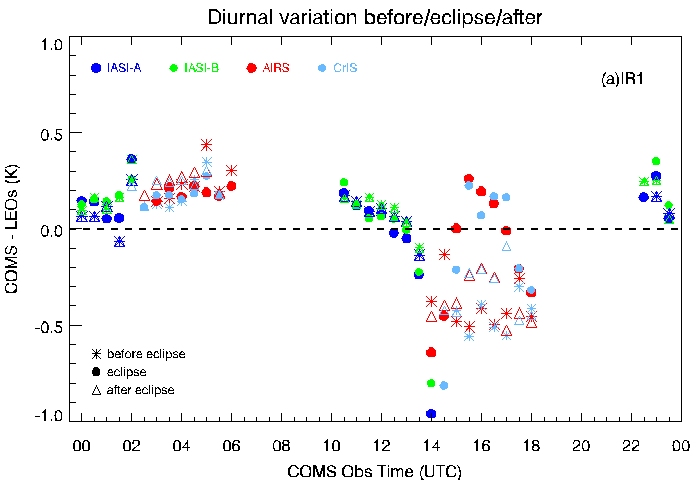 Diurnal variation before/eclipse/after
1.0
IASI-A IASI-B AIRS CrIS
(a)IR1
0.5
COMS - LEOs (K)
0.0
-0.5
before eclipse
eclipse
after eclipse
-1.0
00 02 04 06 08 10 12 14 16 18 20 22 00
COMS Obs Time (UTC)